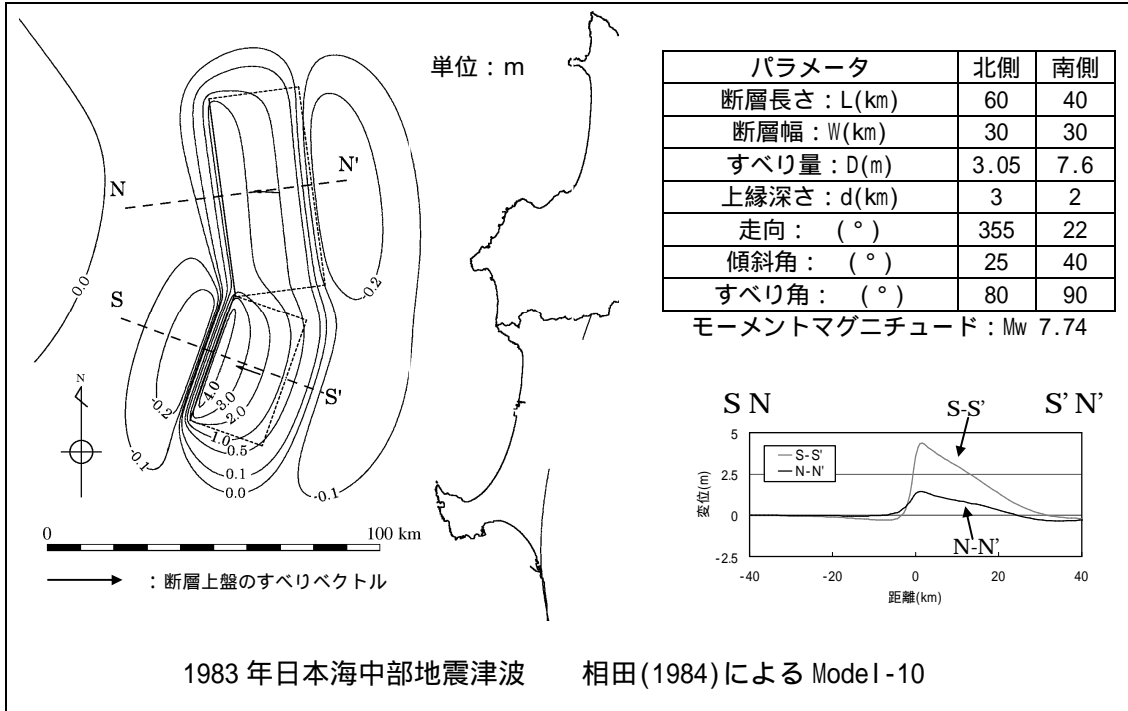 単位：m
N
N'
S
S'
0.0
-0.2
-0.2
-0.1
4.0
3.0
2.0
1.0
0.5
0.1
0.0
-0.1
N
0 100 km
：断層上盤のすべりベクトル
パラメータ 北側 南側
断層長さ：L(km) 60 40
断層幅：W(km) 30 30
すべり量：D(m) 3.05 7.6
上縁深さ：d(km) 3 2
走向： (°) 355 22
傾斜角： (°) 25 40
すべり角： (°) 80 90
モーメントマグニチュード：Mw 7.74
S N S' N'
S-S'
S-S'
N-N'
N-N'
変位(m)
5
2.5
0
-2.5
-40 -20 0 20 40
距離(km)
1983年日本海中部地震津波 相田(1984)による Model-10